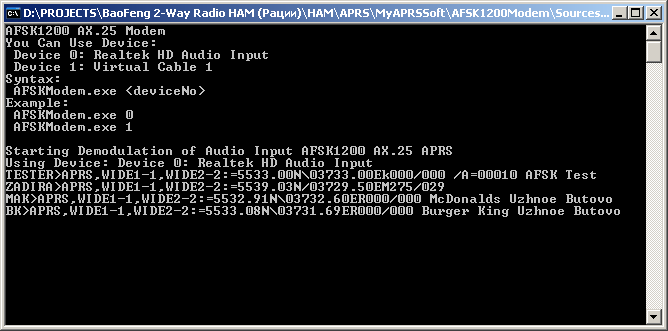 D:\PROJECTS\BaoFeng 2-Way Radio HAM (Рации)\HAM\APRS\MyAPRSSoft\AFSK1200Modem\Sources...
AFSK1200 AX.25 Modem
You Can Use Device:
 Device 0: Realtek HD Audio Input
 Device 1: Virtual Cable 1
Syntax:
 AFSKModem.exe <deviceNo>
Example:
 AFSKModem.exe 0
 AFSKModem.exe 1
Starting Demodulation of Audio Input AFSK1200 AX.25 APRS
Using Device: Device 0: Realtek HD Audio Input
TESTER>APRS,WIDE1-1,WIDE2-2:=5533.00N\03733.00Ek000/000 /A=00010 AFSK Test
ZADIRA>APRS,WIDE1-1,WIDE2-2:=5539.03N/03729.50EM275/029
MAK>APRS,WIDE1-1,WIDE2-2:=5532.91N\03732.60ER000/000 McDonalds Uzhnoe Butovo
BK>APRS,WIDE1-1,WIDE2-2:=5533.08N\03731.69ER000/000 Burger King Uzhnoe Butovo